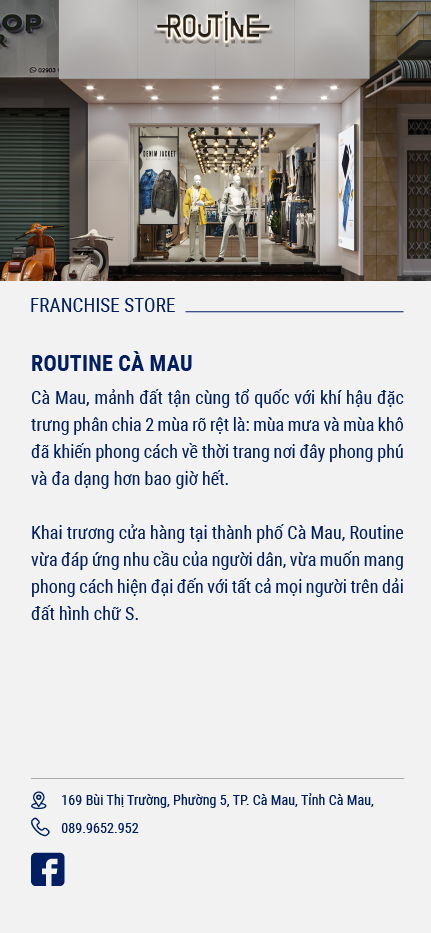 OP
ROUTINE
02903
DENIM JACKET
FRANCHISE STORE
ROUTINE CÀ MAU
Cà Mau, mảnh đất tận cùng tổ quốc với khí hậu đặc
trưng phân chia 2 mùa rõ rệt là: mùa mưa và mùa khô
đã khiến phong cách về thời trang nơi đây phong phú
và đa dạng hơn bao giờ hết.
Khai trương cửa hàng tại thành phố Cà Mau, Routine
vừa đáp ứng nhu cầu của người dân, vừa muốn mang
phong cách hiện đại đến với tất cả mọi người trên dải
đất hình chữ S.
169 Bùi Thị Trường, Phường 5, TP. Cà Mau, Tỉnh Cà Mau,
089.9652.952